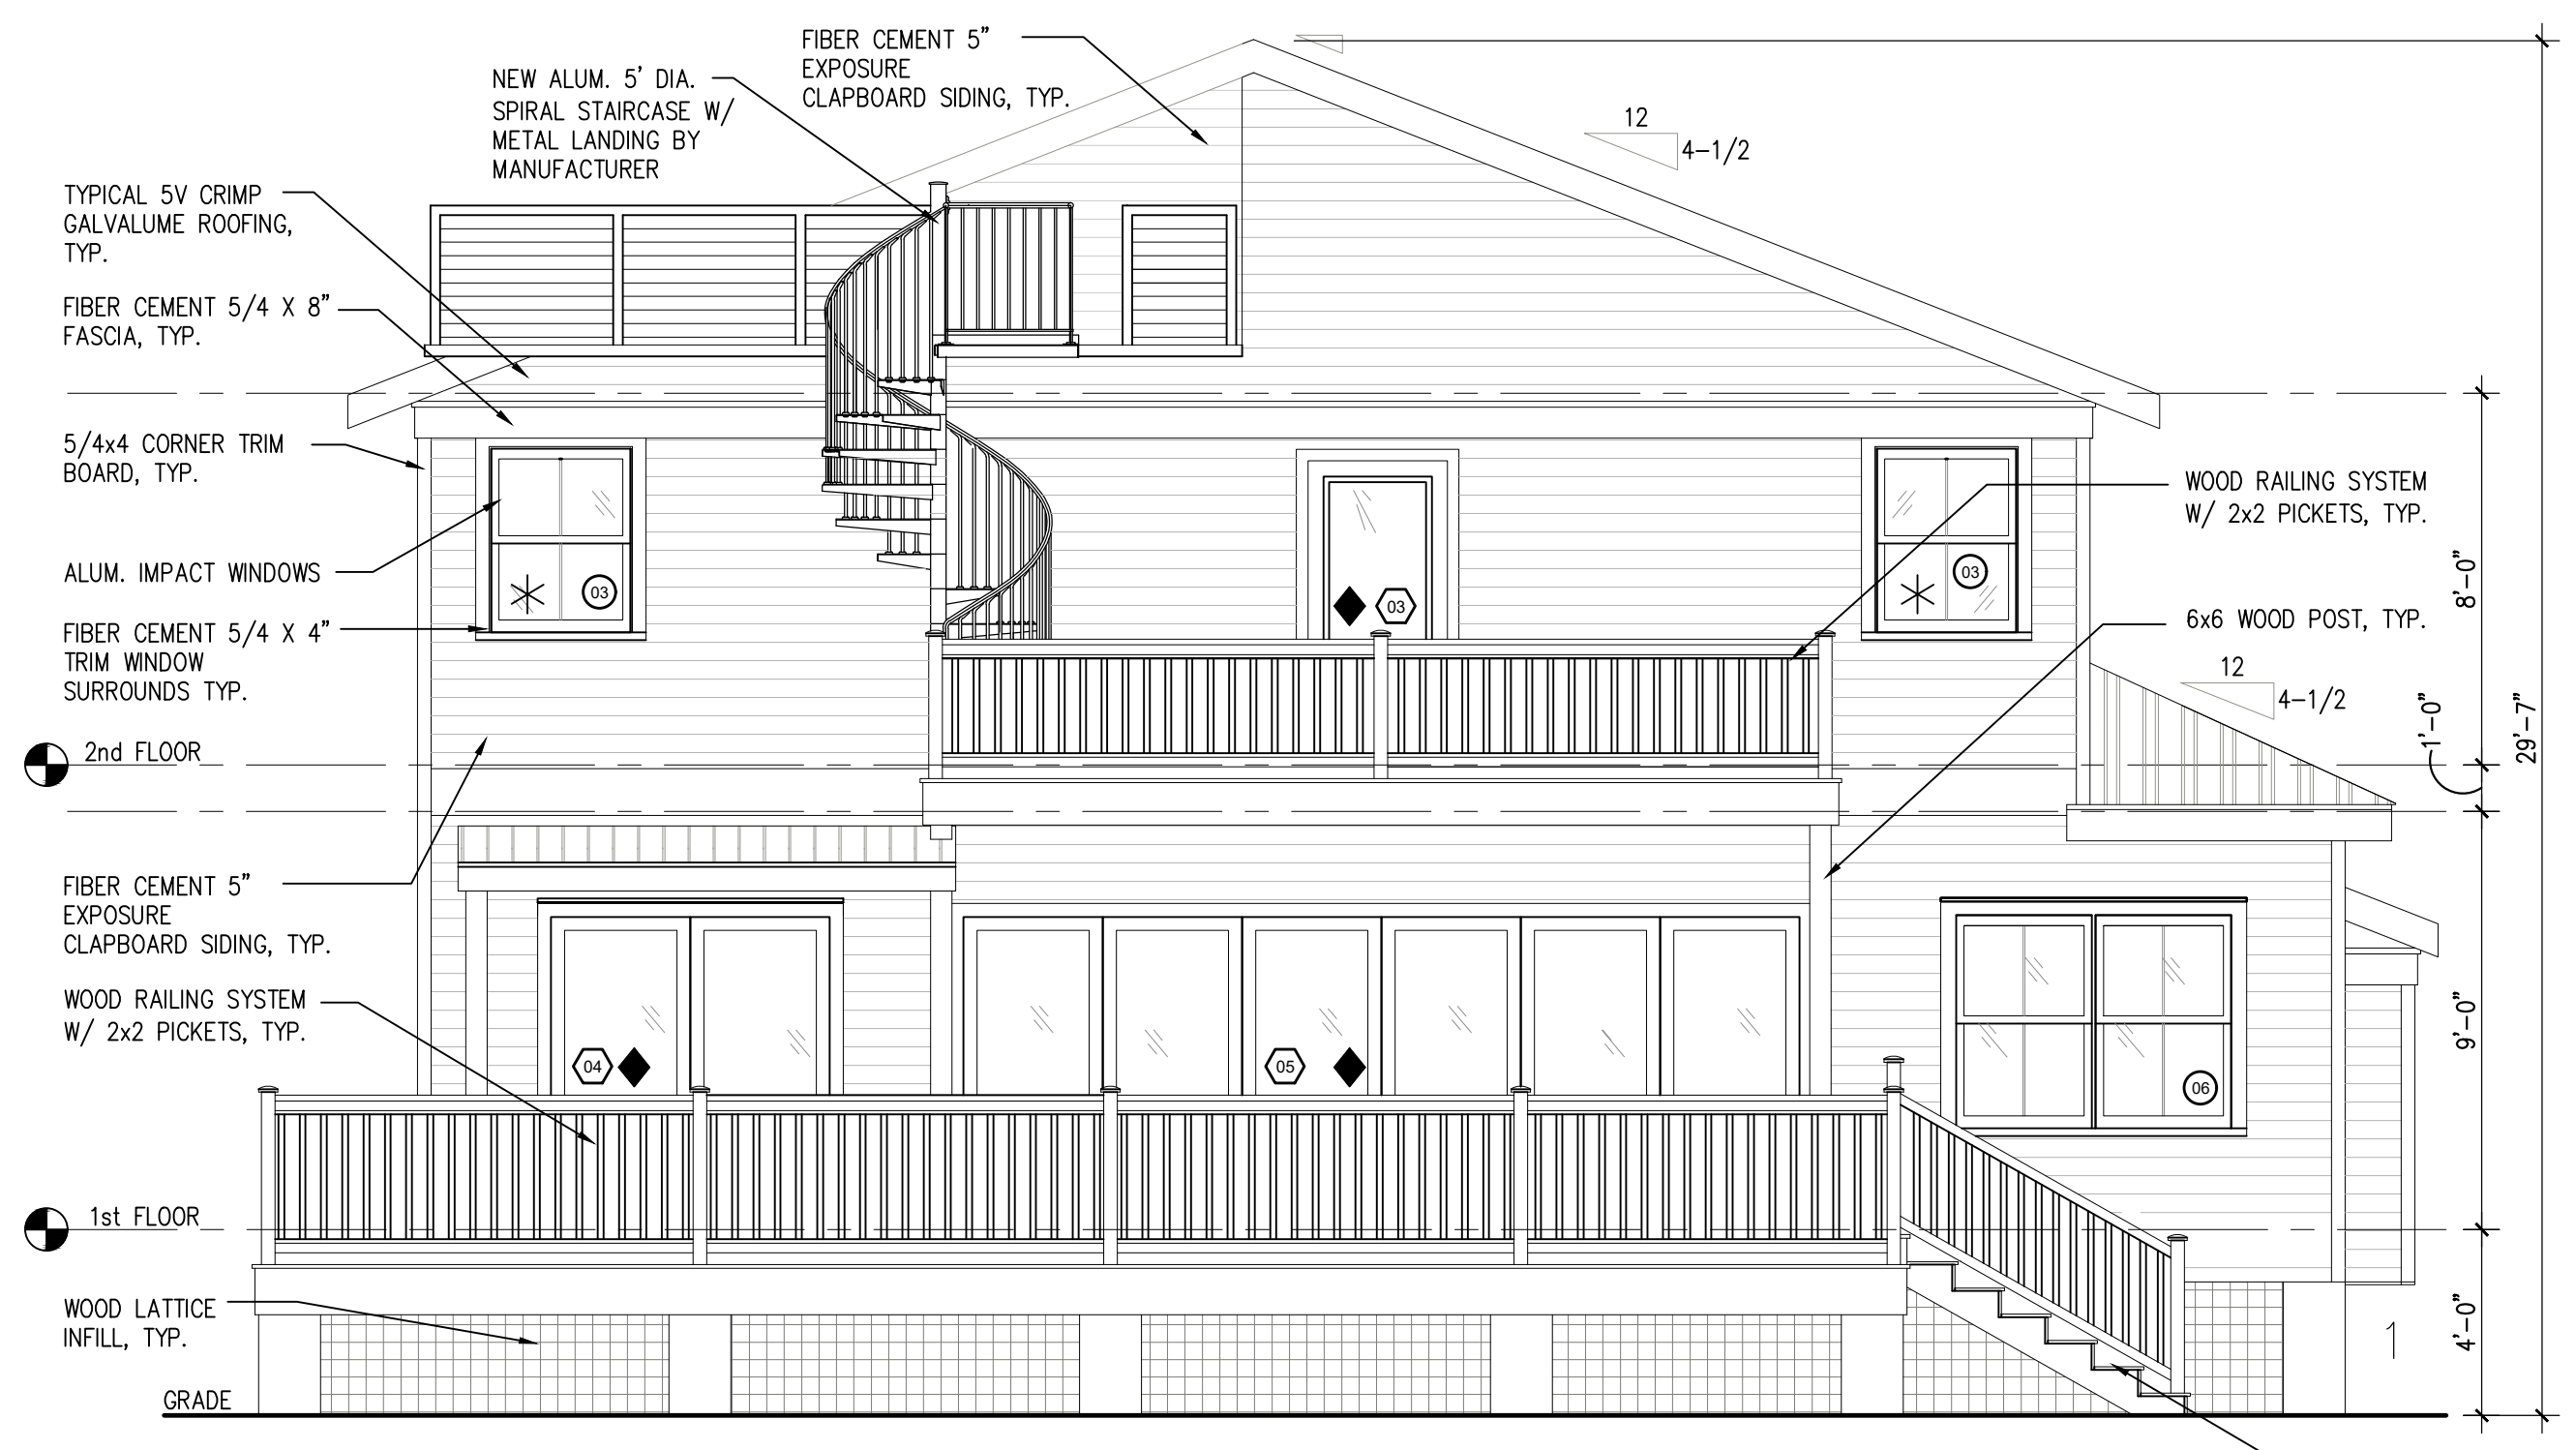 FIBER CEMENT 5”
EXPOSURE
CLAPBOARD SIDING, TYP.
NEW ALUM. 5’ DIA.
SPIRAL STAIRCASE W/
METAL LANDING BY
MANUFACTURER
12
4-1/2
TYPICAL 5V CRIMP
GALVALUME ROOFING,
TYP.
FIBER CEMENT 5/4 X 8”
FASCIA, TYP.
5/4x4 CORNER TRIM
BOARD, TYP.
ALUM. IMPACT WINDOWS
FIBER CEMENT 5/4 X 4”
TRIM WINDOW
SURROUNDS TYP.
03
03
03
WOOD RAILING SYSTEM
W/ 2x2 PICKETS, TYP.
6x6 WOOD POST, TYP.
12
4-1/2
8’-0”
1’-0”
29’-7”
2nd FLOOR
FIBER CEMENT 5”
EXPOSURE
CLAPBOARD SIDING, TYP.
WOOD RAILING SYSTEM
W/ 2x2 PICKETS, TYP.
04
05
06
9’-0”
1st FLOOR
WOOD LATTICE
INFILL, TYP.
4’-0”
1
GRADE